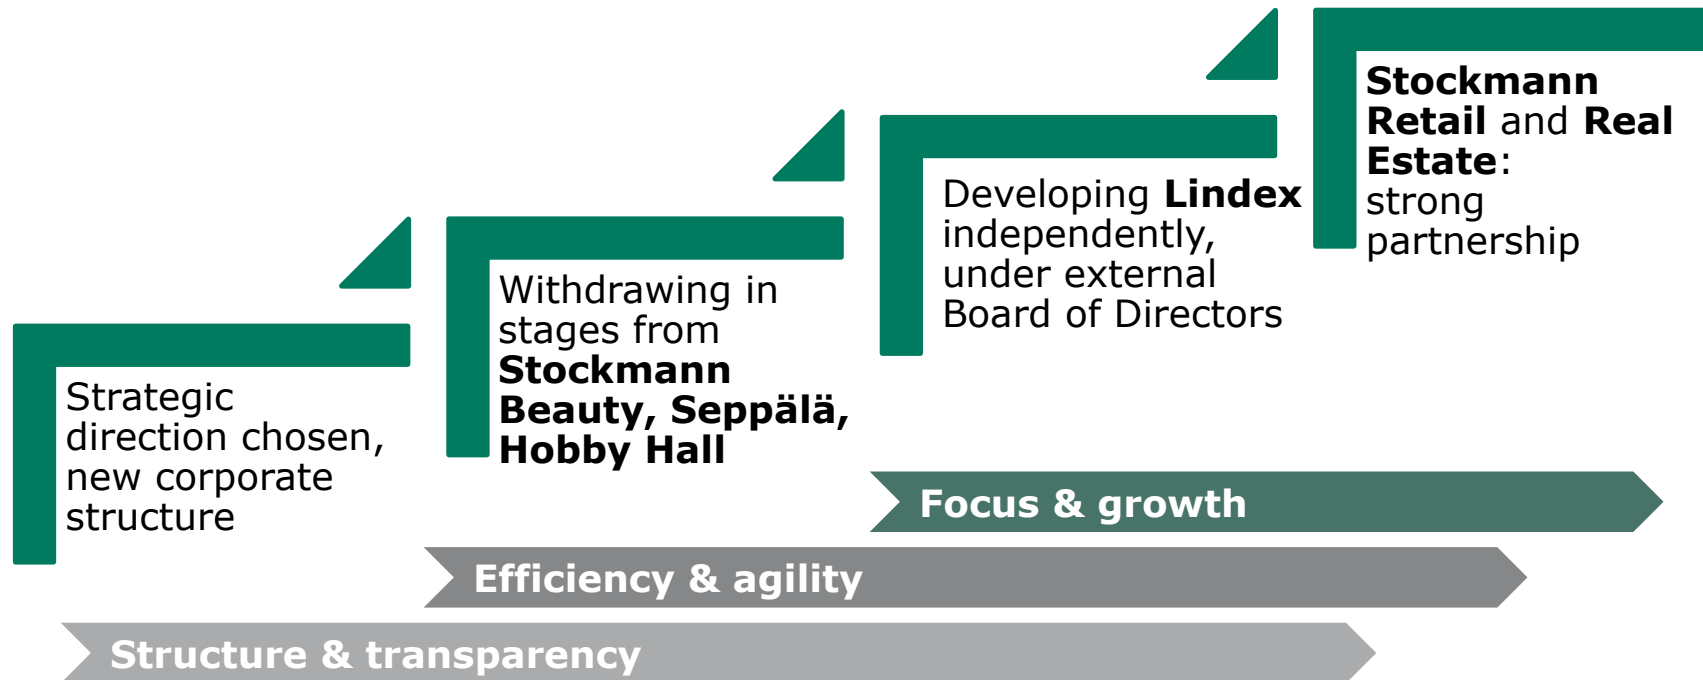 Strategic
direction chosen,
new corporate
structure
Withdrawing in
stages from
Stockmann
Beauty, Seppälä,
Hobby Hall
Developing Lindex
independently,
under external
Board of Directors
Stockmann
Retail and Real
Estate:
strong
partnership
Focus & growth
Efficiency & agility
Structure & transparency